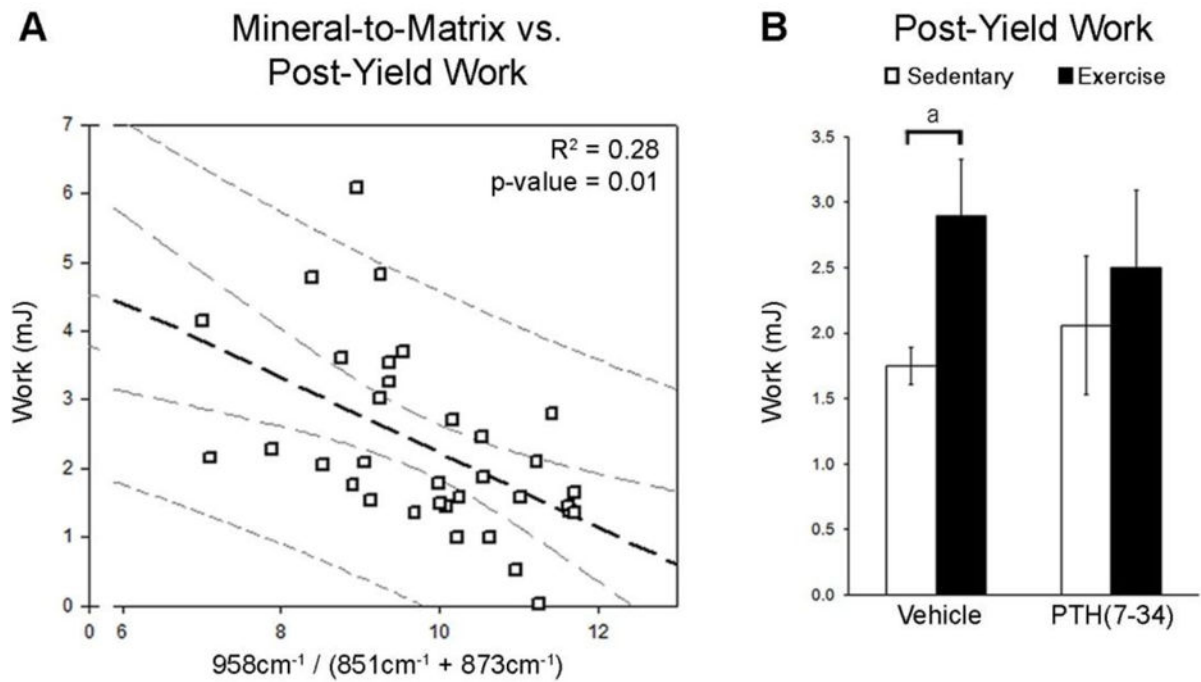 A
Mineral-to-Matrix vs.
Post-Yield Work
R² = 0.28
p-value = 0.01
7
6
5
4
3
2
1
0
Work (mJ)
0 6 8 10 12
958cm⁻¹ / (851cm⁻¹ + 873cm⁻¹)
B
Post-Yield Work
Sedentary Exercise
a
3.5
3.0
2.5
2.0
1.5
1.0
0.5
0.0
Work (mJ)
Vehicle PTH(7-34)